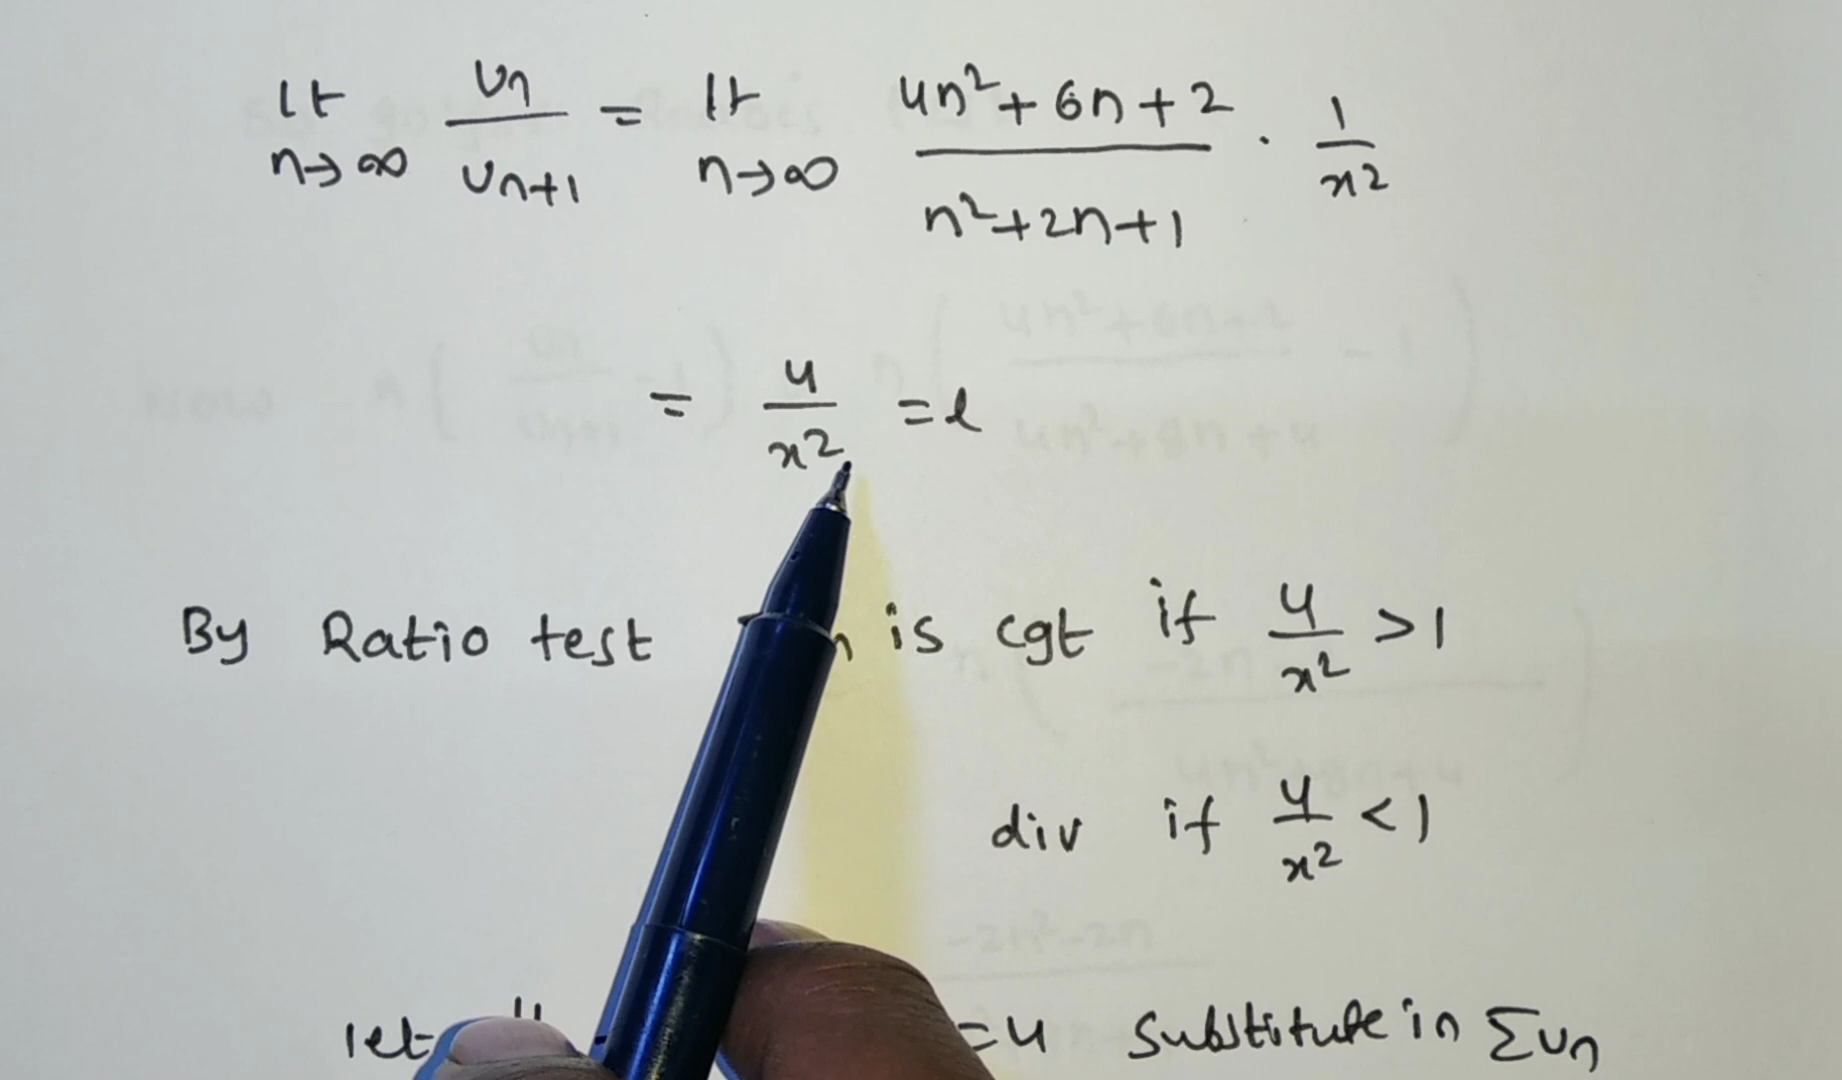 lt n→∞ un/un+1 = lt n→∞ 4n²+6n+2/n²+2n+1 · 1/x²
= 4/x² = l
By Ratio test is cgt if 4/x² > 1
div if 4/x² < 1
let =4 Substitute in Σun